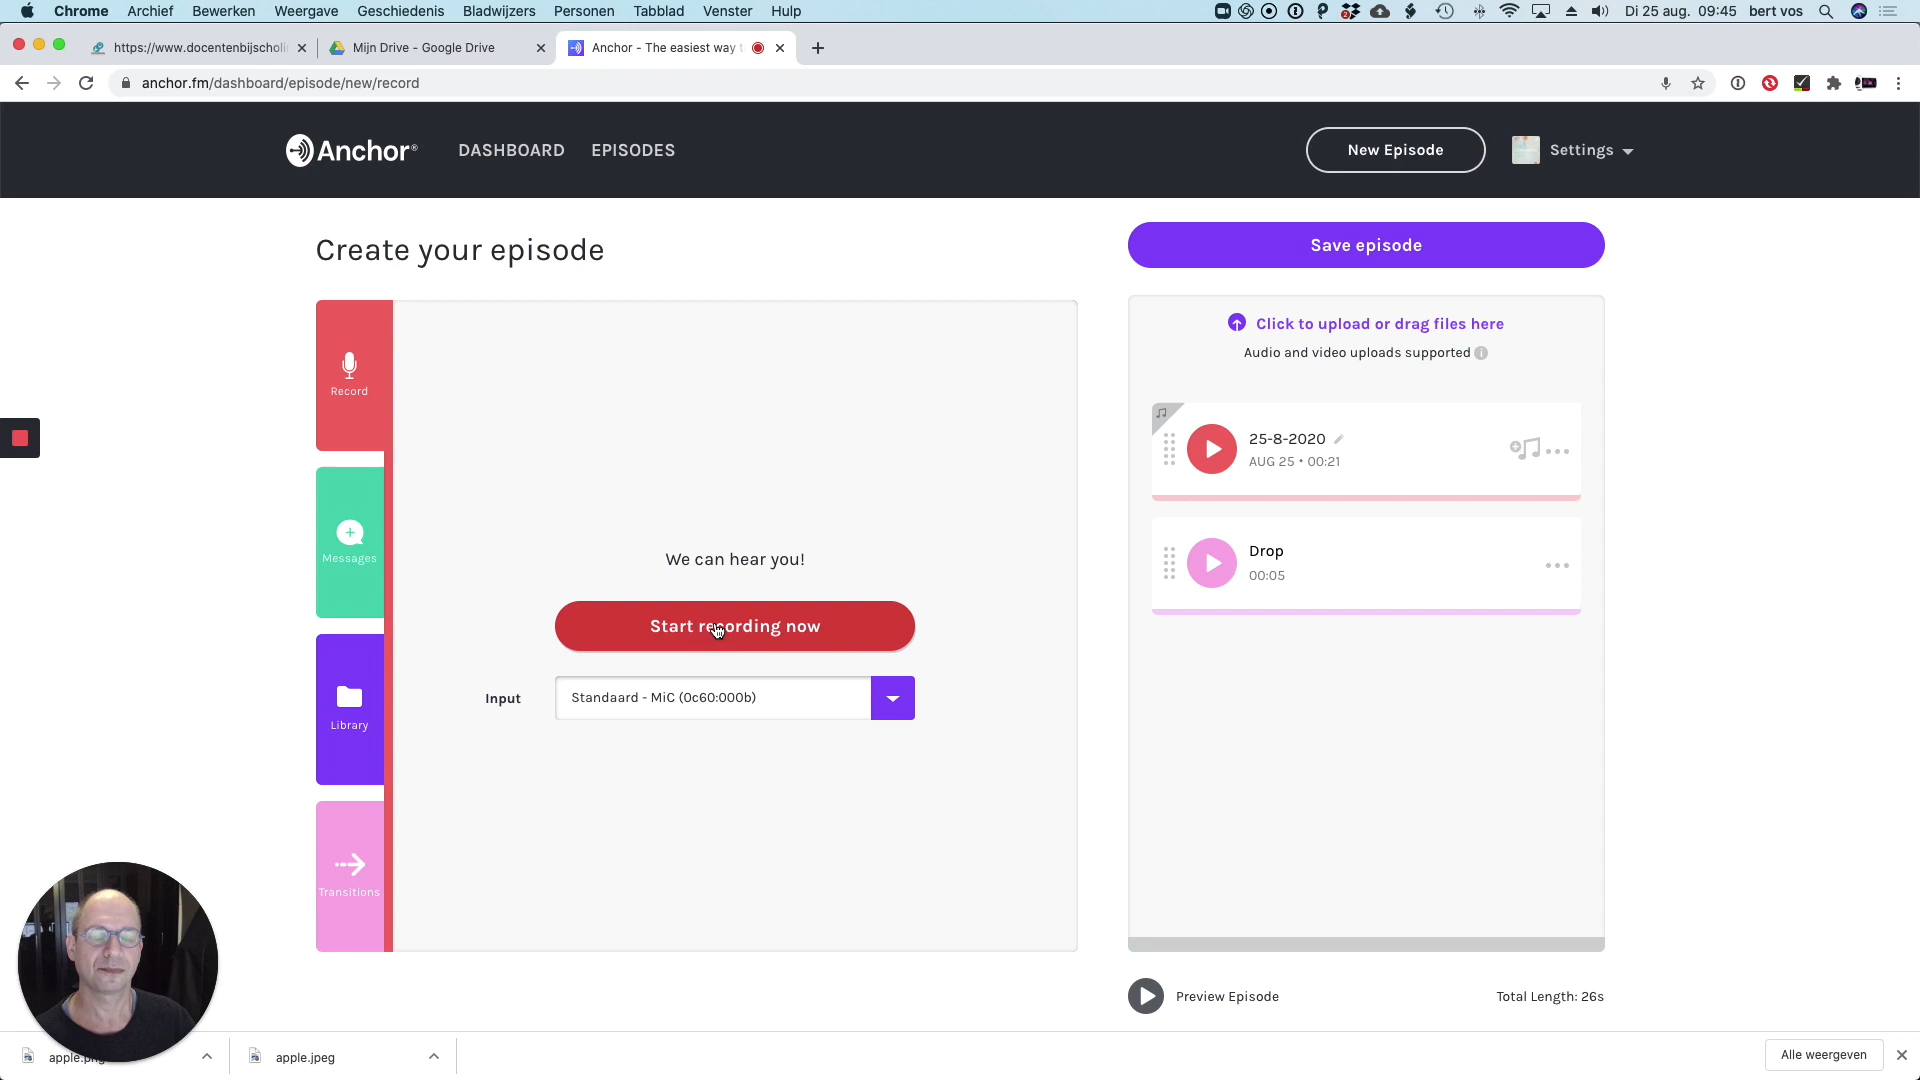 Chrome Archief Bewerken Weergave Geschiedenis Bladwijzers Personen Tabblad Venster Hulp Di 25 aug. 09:45 bert vos
https://www.docentenbijscholi Mijn Drive - Google Drive Anchor - The easiest way t
anchor.fm/dashboard/episode/new/record
Anchor DASHBOARD EPISODES New Episode Settings
Create your episode
Save episode
Click to upload or drag files here
Audio and video uploads supported
Record
25-8-2020
AUG 25 • 00:21
Messages
We can hear you!
Drop
00:05
Start recording now
Input Standaard - MiC (0c60:000b)
Library
Transitions
Preview Episode Total Length: 26s
apple.png apple.jpeg Alle weergeven